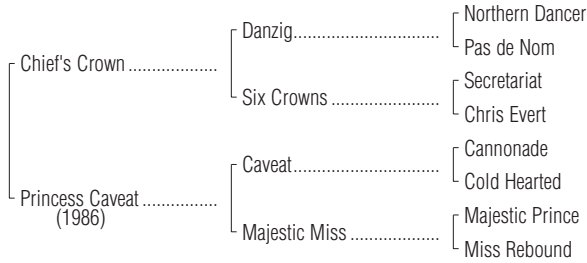 Northern Dancer
Danzig
Pas de Nom
Chief's Crown
Secretariat
Six Crowns
Chris Evert
Cannonade
Caveat
Cold Hearted
Princess Caveat
(1986)
Majestic Prince
Majestic Miss
Miss Rebound